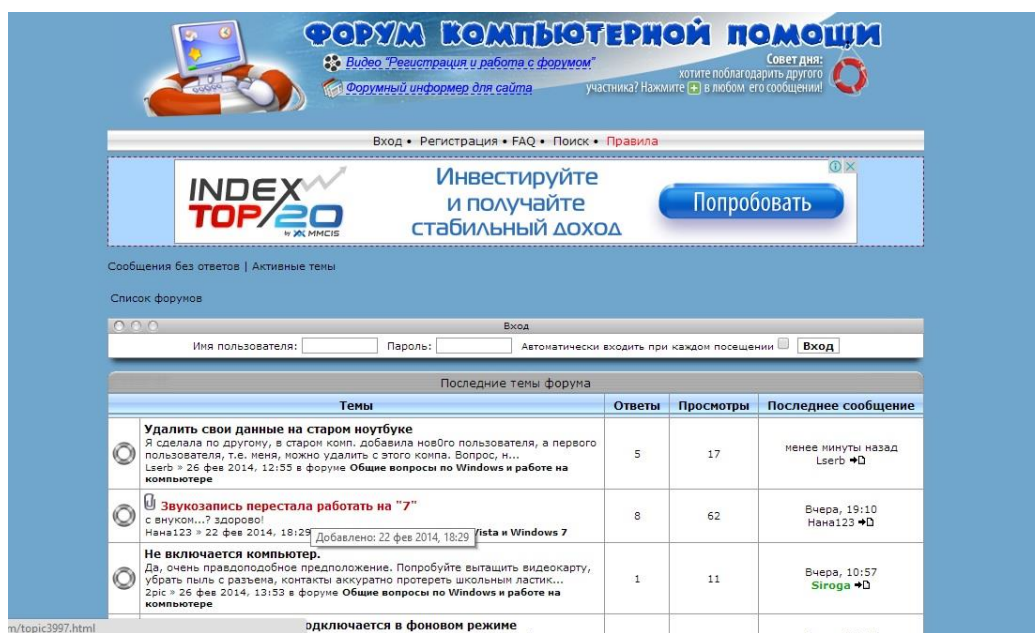 ФОРУМ КОМПЬЮТЕРНОЙ ПОМОЩИ
Видео "Регистрация и работа с форумом"
Форумный информер для сайта
Совет дня:
хотите поблагодарить другого
участника? Нажмите + в любом его сообщении!
Вход • Регистрация • FAQ • Поиск • Правила
INDEX
TOP/20
by MMCIS
Инвестируйте
и получайте
стабильный доход
Попробовать
Сообщения без ответов | Активные темы
Список форумов
Вход
Имя пользователя: Пароль: Автоматически входить при каждом посещении Вход
Последние темы форума
Темы Ответы Просмотры Последнее сообщение
Удалить свои данные на старом ноутбуке
Я сделала по другому, в старом комп. добавила нов0го пользователя, а первого
пользователя, т.е. меня, можно удалить с этого компа. Вопрос, н...
Lserb » 26 фев 2014, 12:55 в форуме Общие вопросы по Windows и работе на
компьютере
5 17
менее минуты назад
Lserb
Звукозапись перестала работать на "7"
с внуком...? здорово!
Нана123 » 22 фев 2014, 18:29 Vista и Windows 7
Добавлено: 22 фев 2014, 18:29
8 62
Вчера, 19:10
Нана123
Не включается компьютер.
Да, очень правдоподобное предположение. Попробуйте вытащить видеокарту,
убрать пыль с разъема, контакты аккуратно протереть школьным ластик...
2pic » 26 фев 2014, 13:53 в форуме Общие вопросы по Windows и работе на
компьютере
1 11
Вчера, 10:57
Siroga
одключается в фоновом режиме
m/topic3997.html